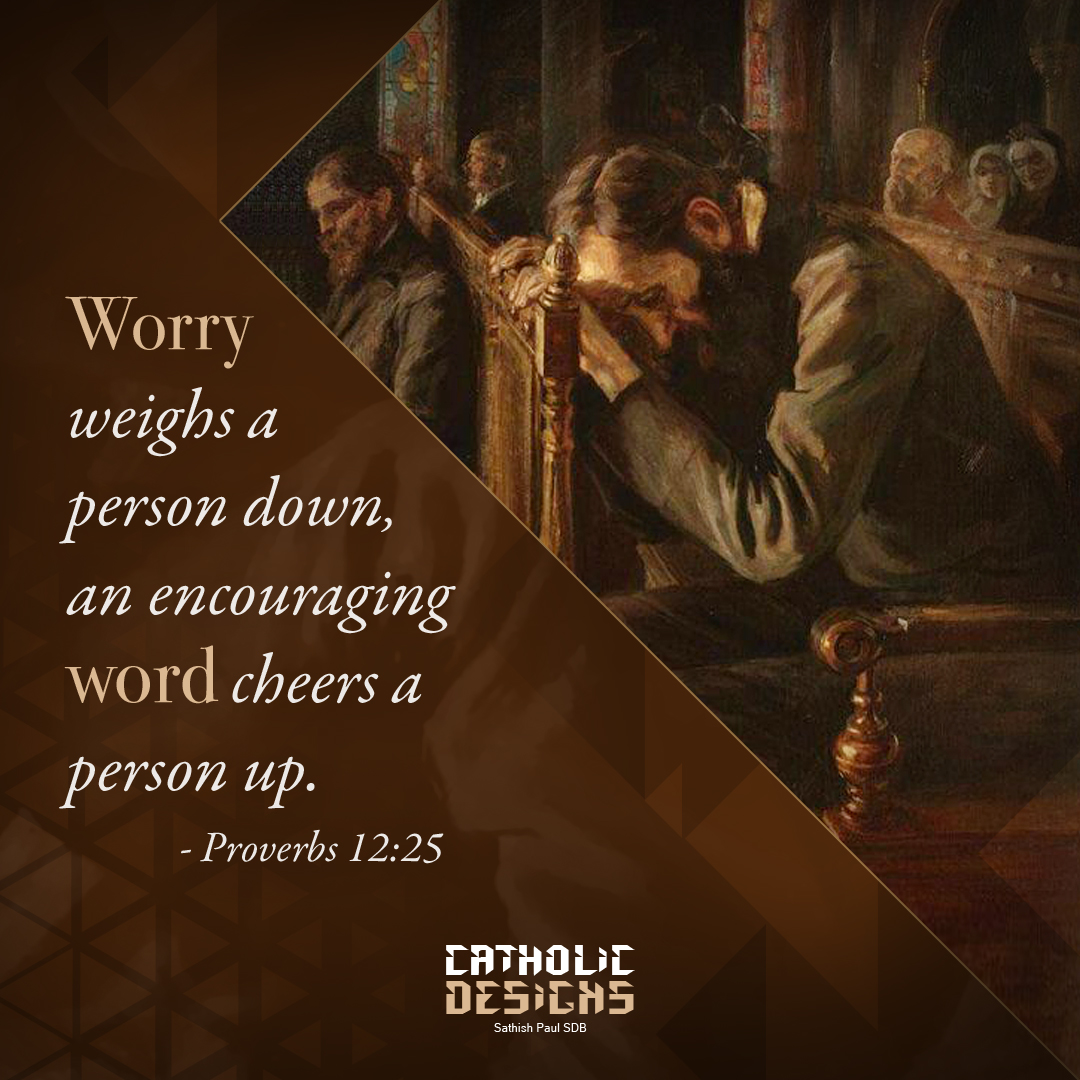 Worry
weighs a
person down,
an encouraging
word cheers a
person up.
- Proverbs 12:25
CATHOLIC
DESIGNS
Sathish Paul SDB